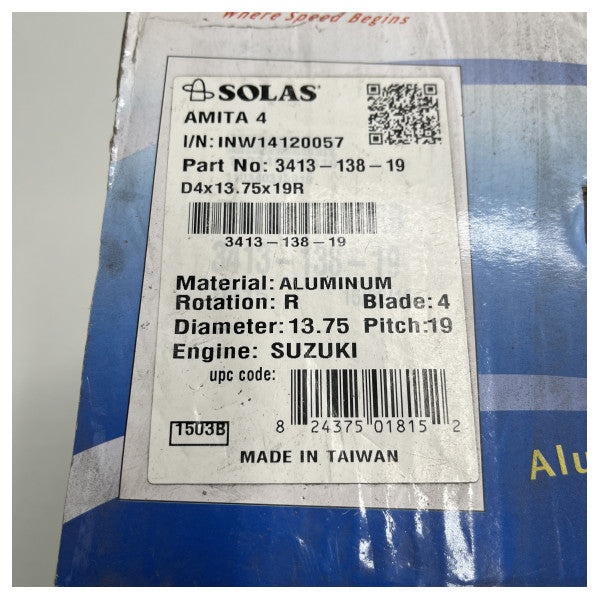 Where Speed Begins
SOLAS
AMITA 4
I/N: INW14120057
Part No: 3413-138-19
D4x13.75x19R
3413-138-19
Material: ALUMINUM
Rotation: R Blade: 4
Diameter: 13.75 Pitch: 19
Engine: SUZUKI
upc code:
8 24375 01815 2
1503B
MADE IN TAIWAN
Alu